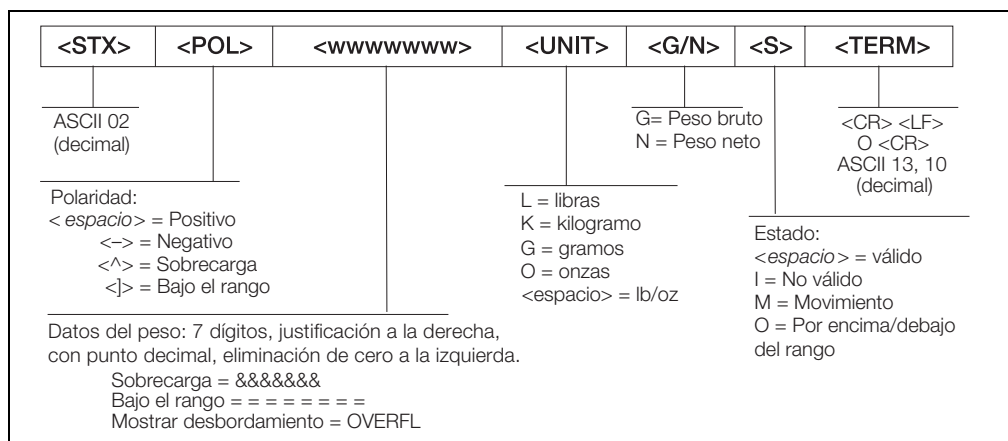 <STX> <POL> <wwwwwww> <UNIT> <G/N> <S> <TERM>
ASCII 02
(decimal)
G= Peso bruto
N = Peso neto
<CR> <LF>
O <CR>
ASCII 13, 10
(decimal)
Polaridad:
< espacio> = Positivo
<–> = Negativo
<^> = Sobrecarga
<]> = Bajo el rango
L = libras
K = kilogramo
G = gramos
O = onzas
<espacio> = lb/oz
Estado:
<espacio> = válido
I = No válido
M = Movimiento
O = Por encima/debajo
del rango
Datos del peso: 7 dígitos, justificación a la derecha,
con punto decimal, eliminación de cero a la izquierda.
Sobrecarga = &&&&&&&
Bajo el rango = = = = = = = =
Mostrar desbordamiento = OVERFL